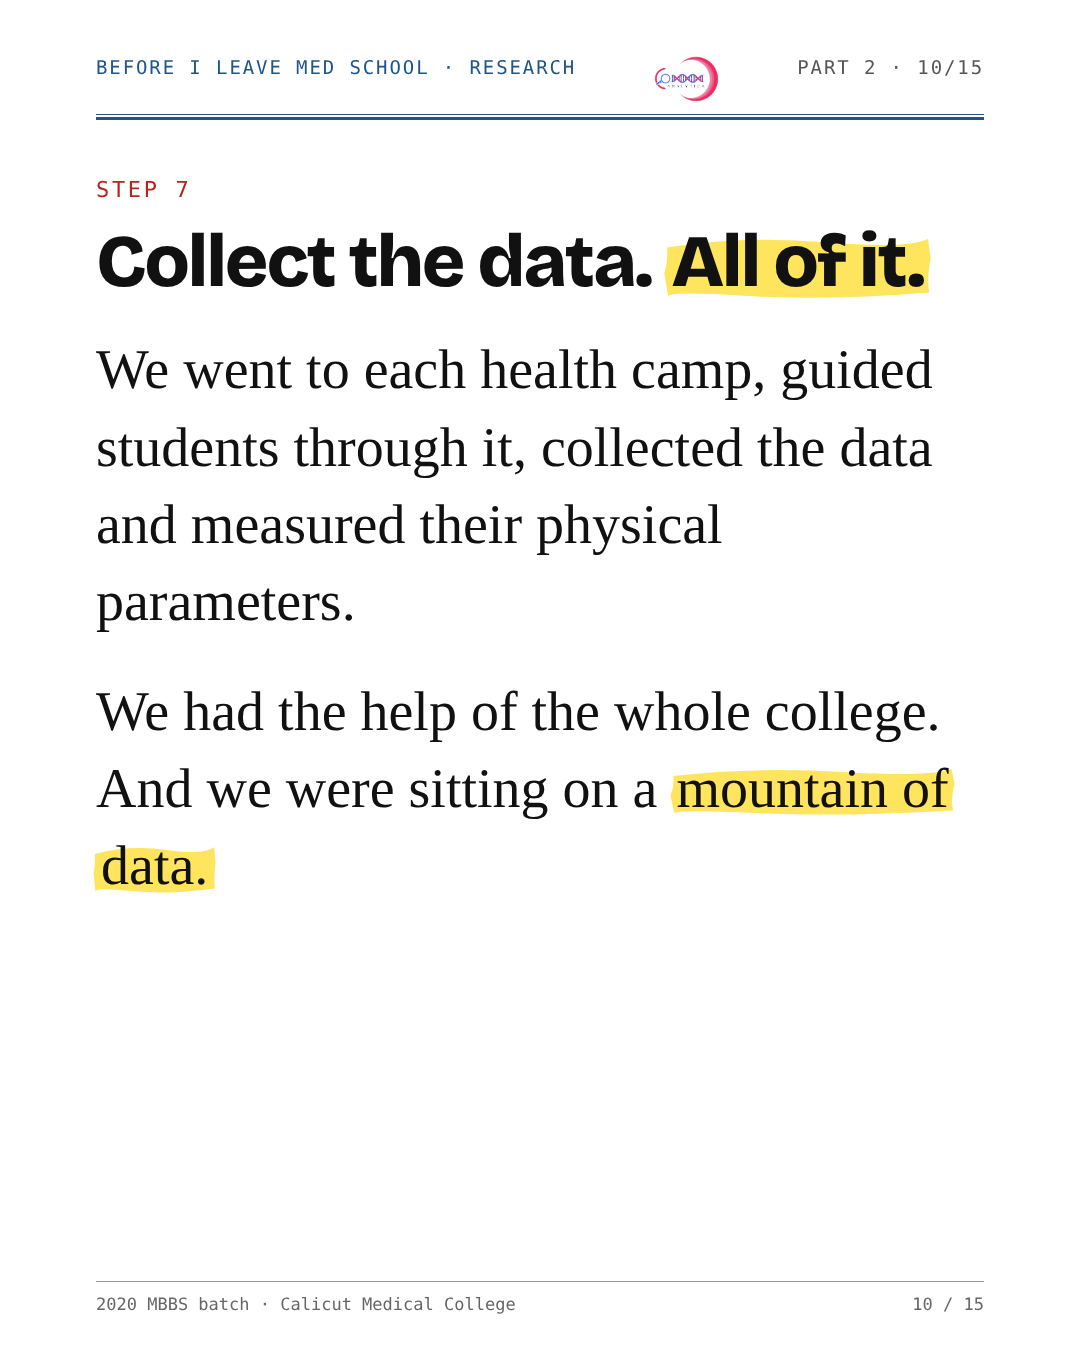 BEFORE I LEAVE MED SCHOOL · RESEARCH
ANALYTICA
PART 2 · 10/15
STEP 7
Collect the data. All of it.
We went to each health camp, guided
students through it, collected the data
and measured their physical
parameters.
We had the help of the whole college.
And we were sitting on a mountain of
data.
2020 MBBS batch · Calicut Medical College
10 / 15